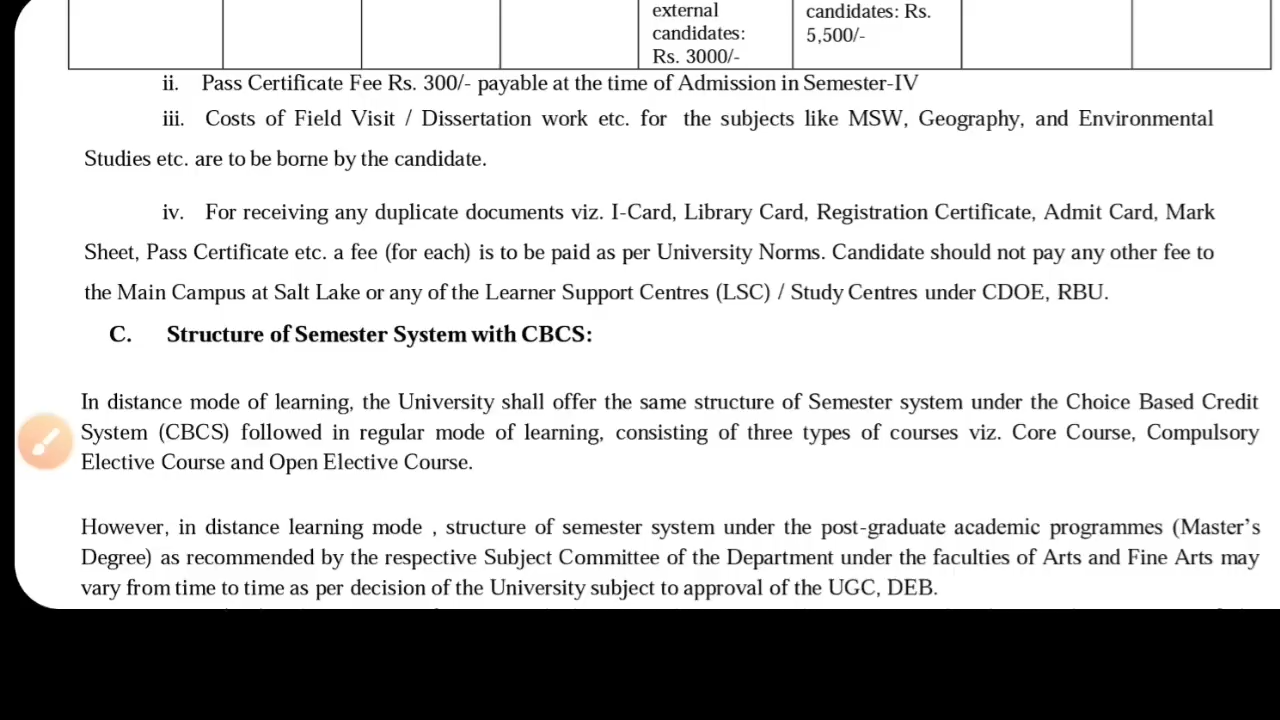 external
candidates:
Rs. 3000/-
candidates: Rs.
5,500/-
ii. Pass Certificate Fee Rs. 300/- payable at the time of Admission in Semester-IV
iii. Costs of Field Visit / Dissertation work etc. for the subjects like MSW, Geography, and Environmental
Studies etc. are to be borne by the candidate.
iv. For receiving any duplicate documents viz. I-Card, Library Card, Registration Certificate, Admit Card, Mark
Sheet, Pass Certificate etc. a fee (for each) is to be paid as per University Norms. Candidate should not pay any other fee to
the Main Campus at Salt Lake or any of the Learner Support Centres (LSC) / Study Centres under CDOE, RBU.
C. Structure of Semester System with CBCS:
In distance mode of learning, the University shall offer the same structure of Semester system under the Choice Based Credit
System (CBCS) followed in regular mode of learning, consisting of three types of courses viz. Core Course, Compulsory
Elective Course and Open Elective Course.
However, in distance learning mode , structure of semester system under the post-graduate academic programmes (Master's
Degree) as recommended by the respective Subject Committee of the Department under the faculties of Arts and Fine Arts may
vary from time to time as per decision of the University subject to approval of the UGC, DEB.